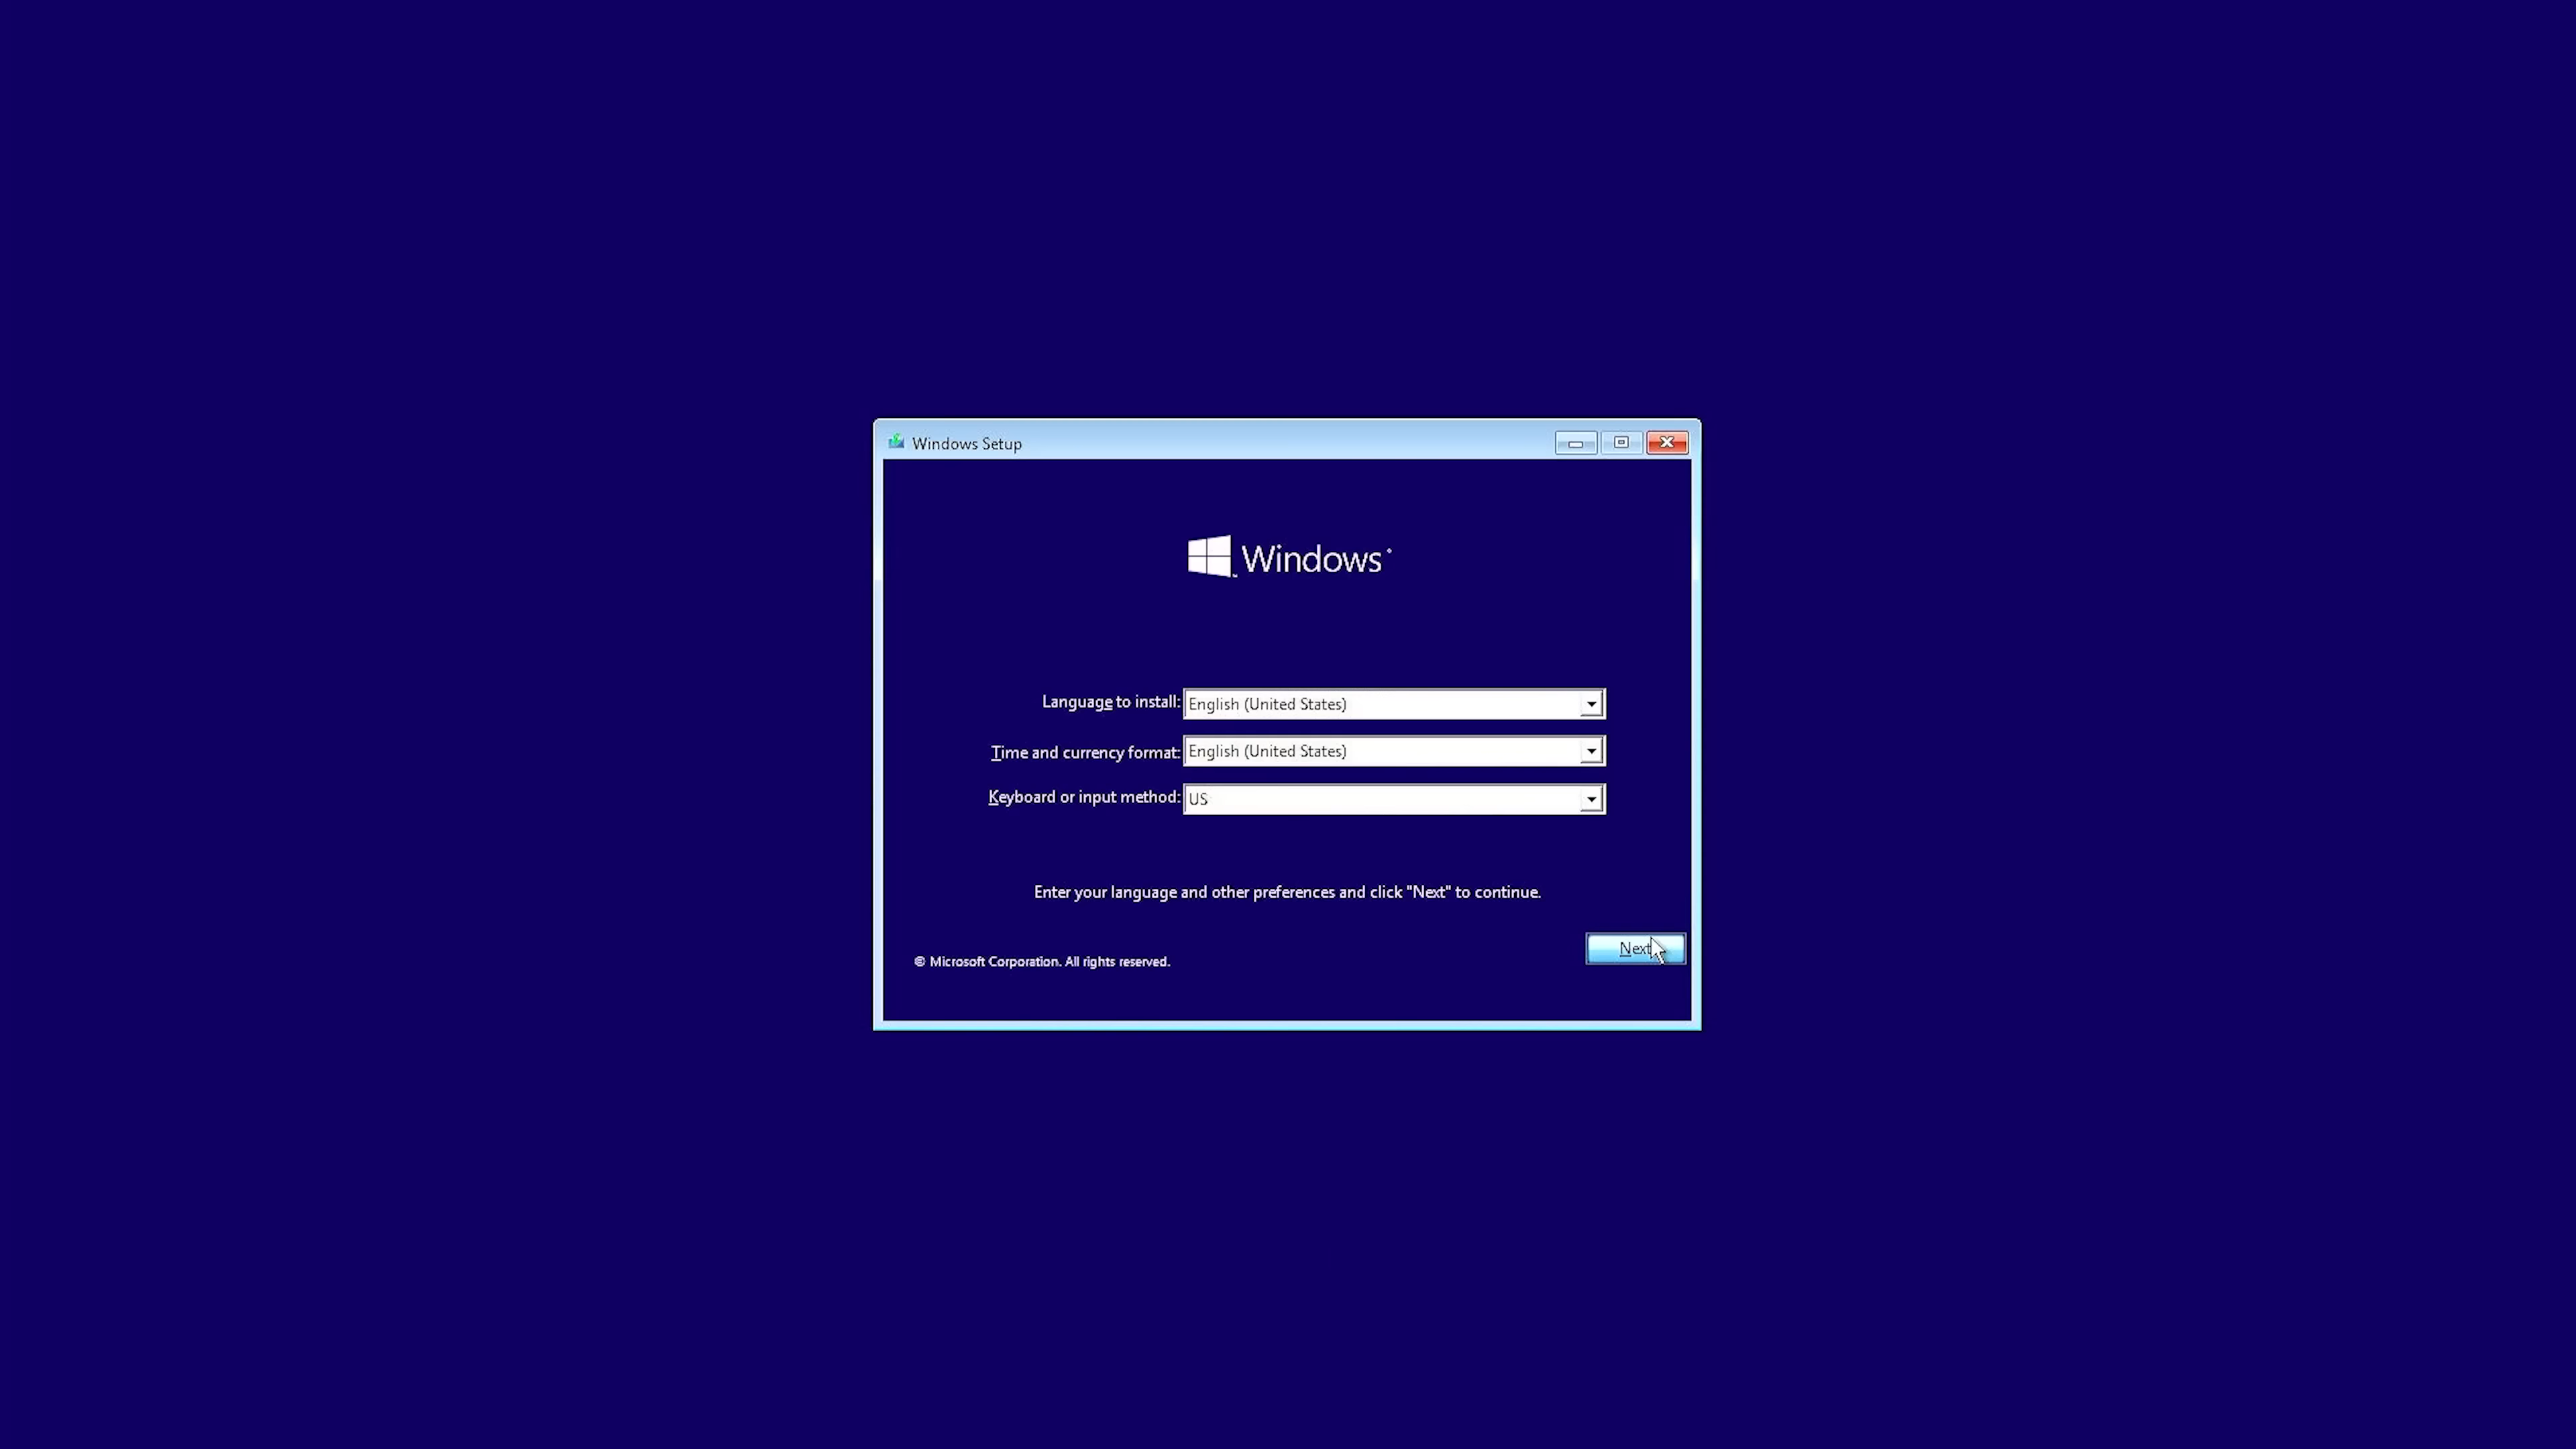 Windows Setup
Windows
Language to install: English (United States)
Time and currency format: English (United States)
Keyboard or input method: US
Enter your language and other preferences and click "Next" to continue.
Next
© Microsoft Corporation. All rights reserved.